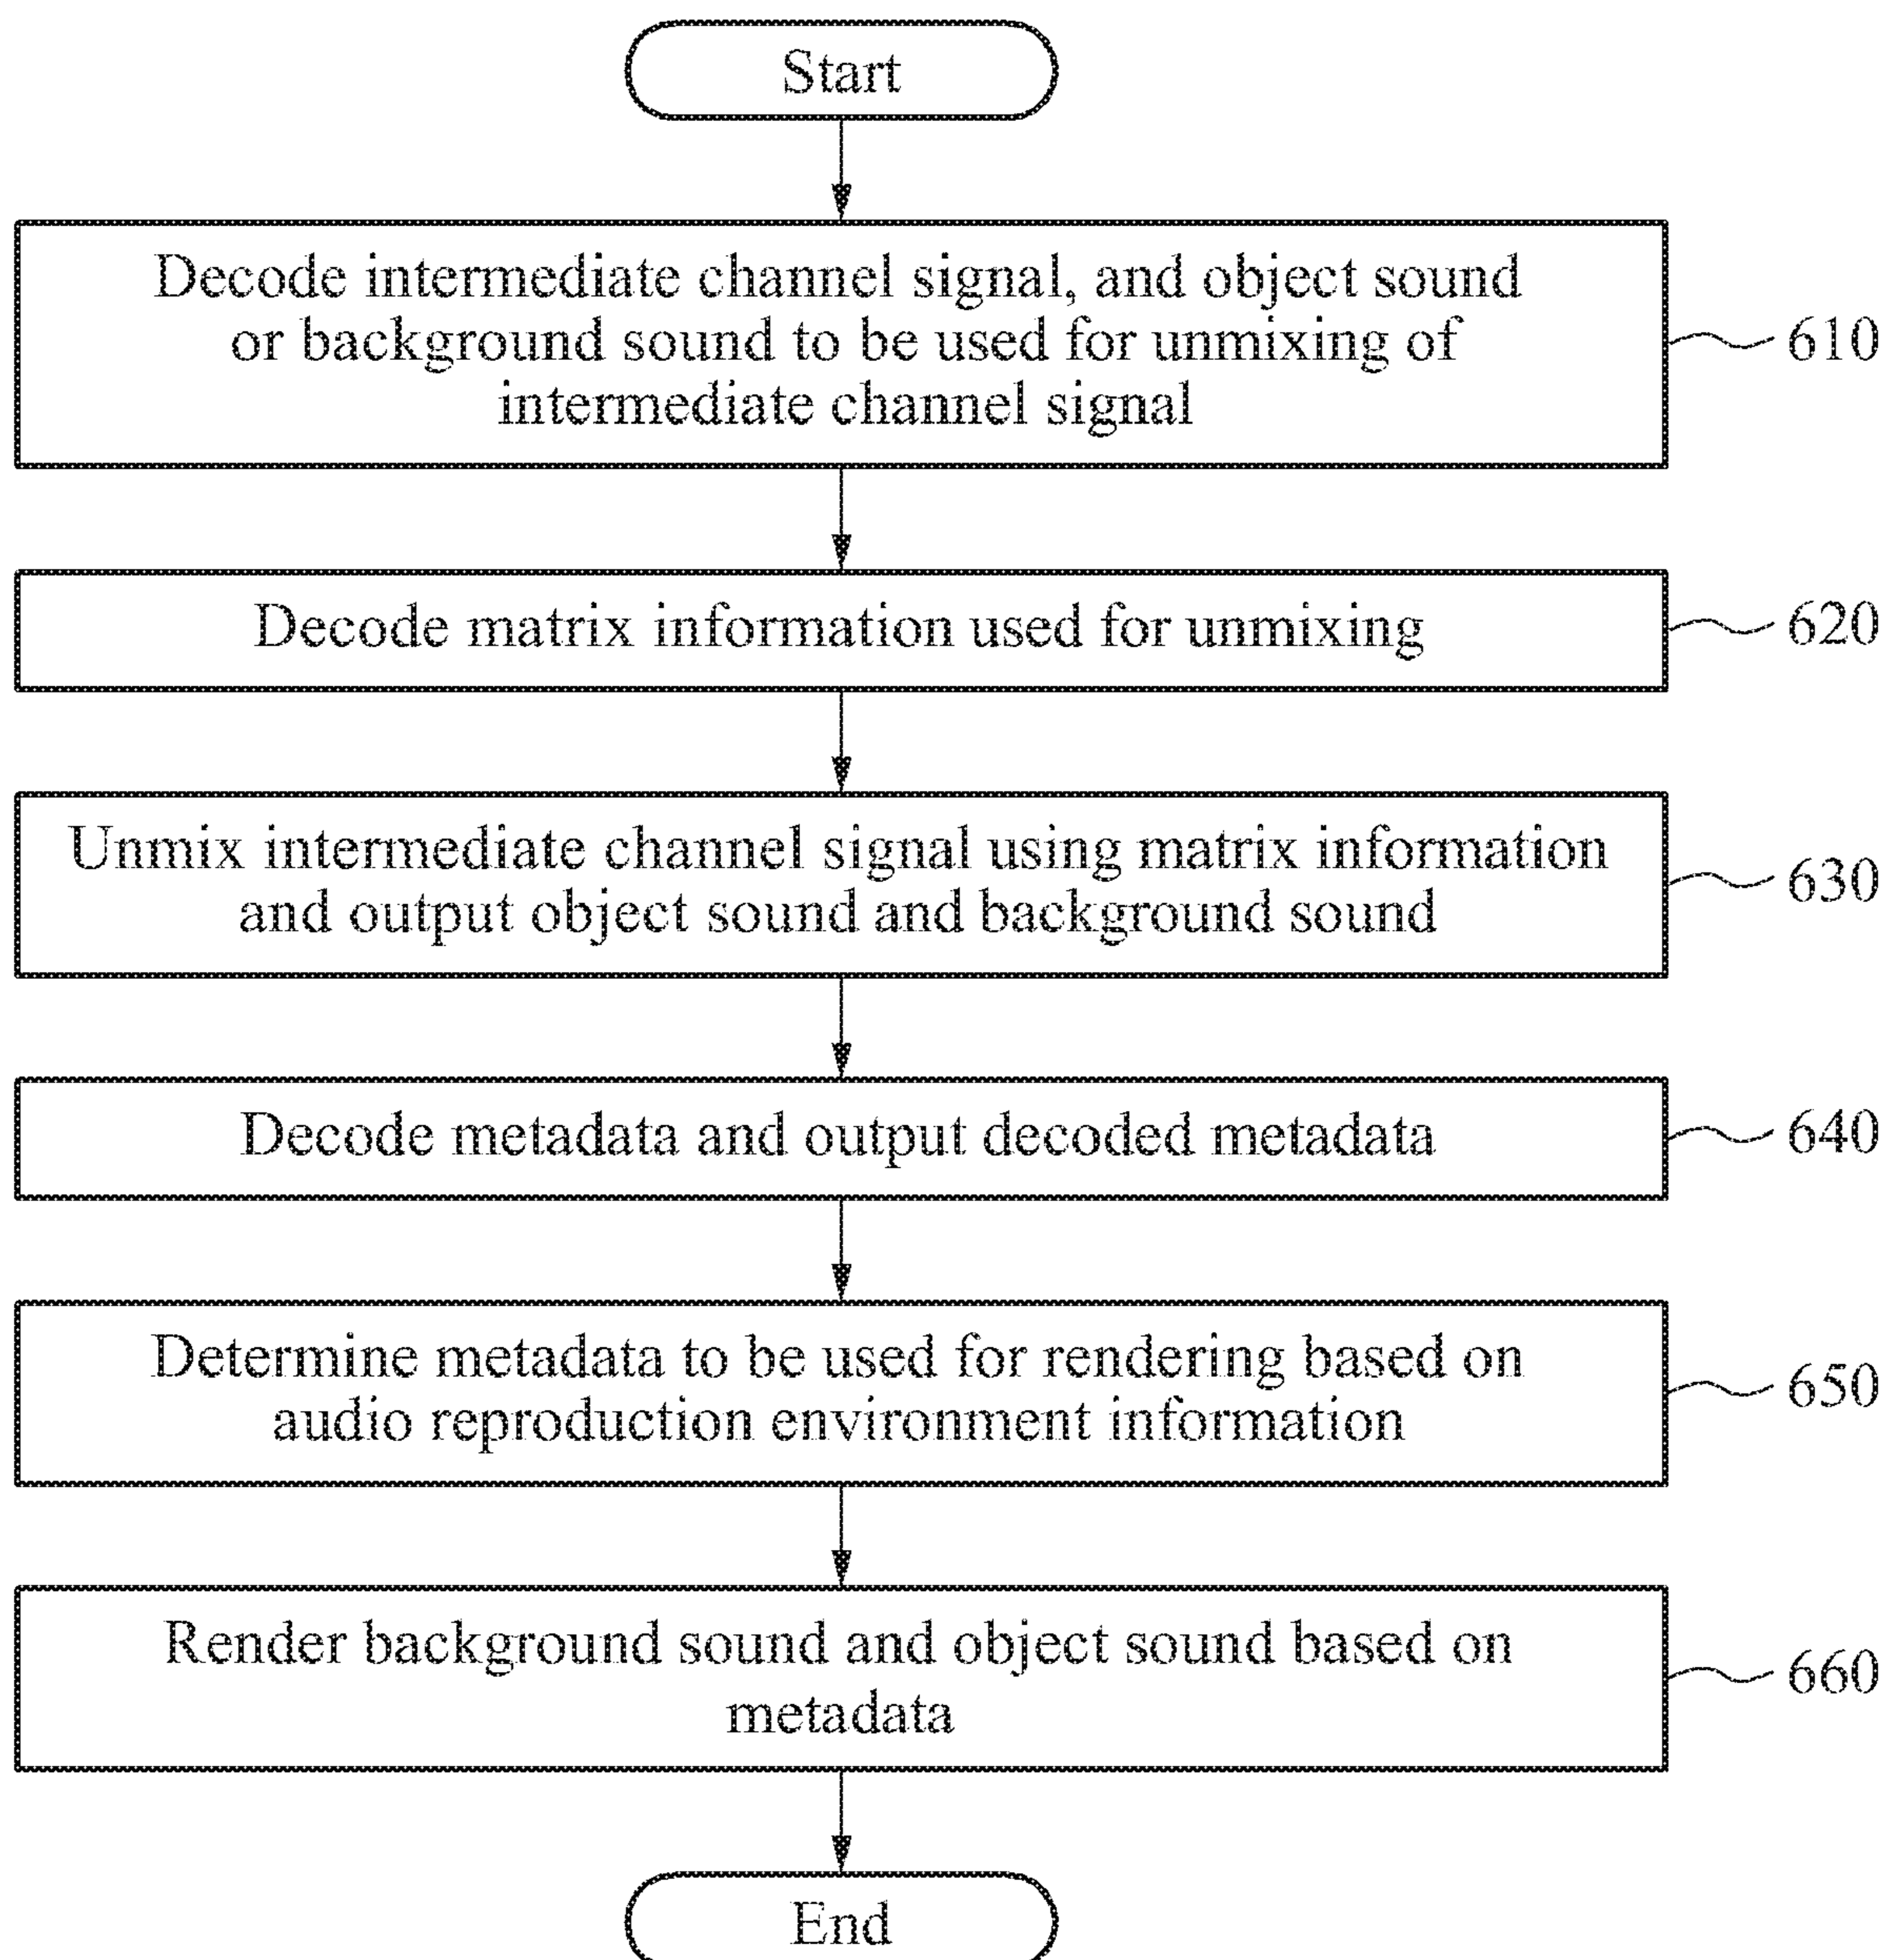 Start
Decode intermediate channel signal, and object sound
or background sound to be used for unmixing of
intermediate channel signal
610
Decode matrix information used for unmixing
620
Unmix intermediate channel signal using matrix information
and output object sound and background sound
630
Decode metadata and output decoded metadata
640
Determine metadata to be used for rendering based on
audio reproduction environment information
650
Render background sound and object sound based on
metadata
660
End